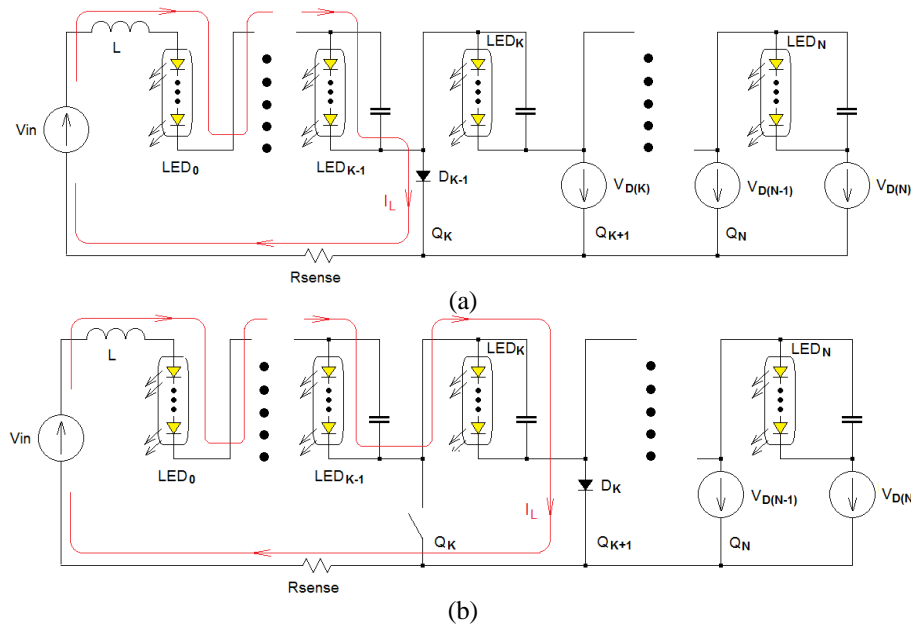 LED_K
LED_N
L
Vin
LED_0
LED_K-1
D_K-1
I_L
V_D(K)
V_D(N-1)
V_D(N)
Q_K
Q_K+1
Q_N
Rsense
(a)
L
LED_K
LED_N
Vin
LED_0
LED_K-1
D_K
I_L
V_D(N-1)
V_D(N
Q_K
Q_K+1
Q_N
Rsense
(b)